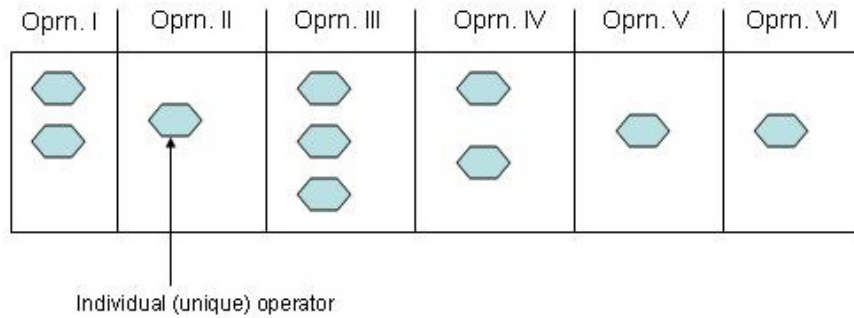 Oprn. I Oprn. II Oprn. III Oprn. IV Oprn. V Oprn. VI
Individual (unique) operator